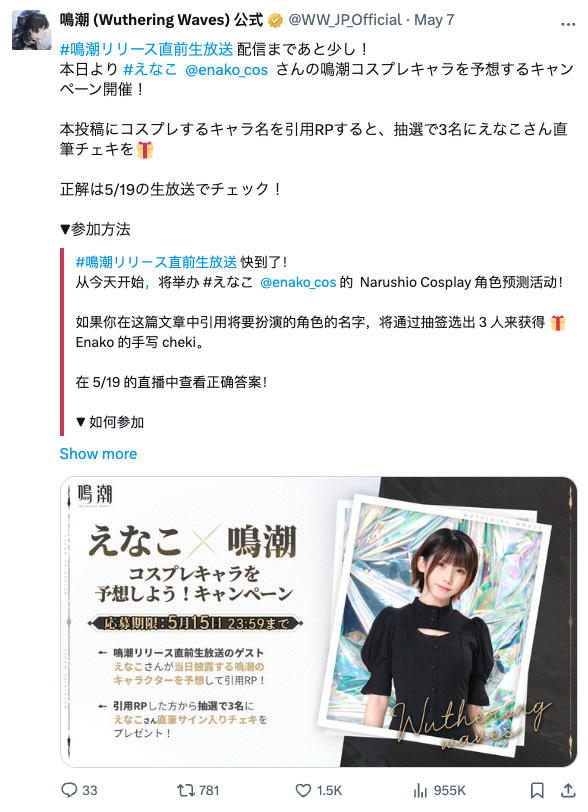 鳴潮 (Wuthering Waves) 公式 @WW_JP_Official · May 7
#鳴潮リリース直前生放送 配信まであと少し！
本日より #えなこ @enako_cos さんの鳴潮コスプレキャラを予想するキャン
ペーン開催！
本投稿にコスプレするキャラ名を引用RPすると、抽選で3名にえなこさん直
筆チェキを🎁
正解は5/19の生放送でチェック！
▼参加方法
#鳴潮リリース直前生放送 快到了！
从今天开始，将举办 #えなこ @enako_cos 的 Narushio Cosplay 角色预测活动！
如果你在这篇文章中引用将要扮演的角色的名字，将通过抽签选出 3 人来获得 🎁
Enako 的手写 cheki。
在 5/19 的直播中查看正确答案！
▼ 如何参加
Show more
鳴潮
WUTHERING WAVES
えなこ×鳴潮
コスプレキャラを
予想しよう！キャンペーン
応募期限：5月15日 23:59まで
鳴潮リリース直前生放送のゲスト
えなこさんが当日披露する鳴潮の
キャラクターを予想して引用RP！
引用RPした方から抽選で3名に
えなこさん直筆サイン入りチェキを
プレゼント！
Wuthering
waves
33
781
1.5K
955K